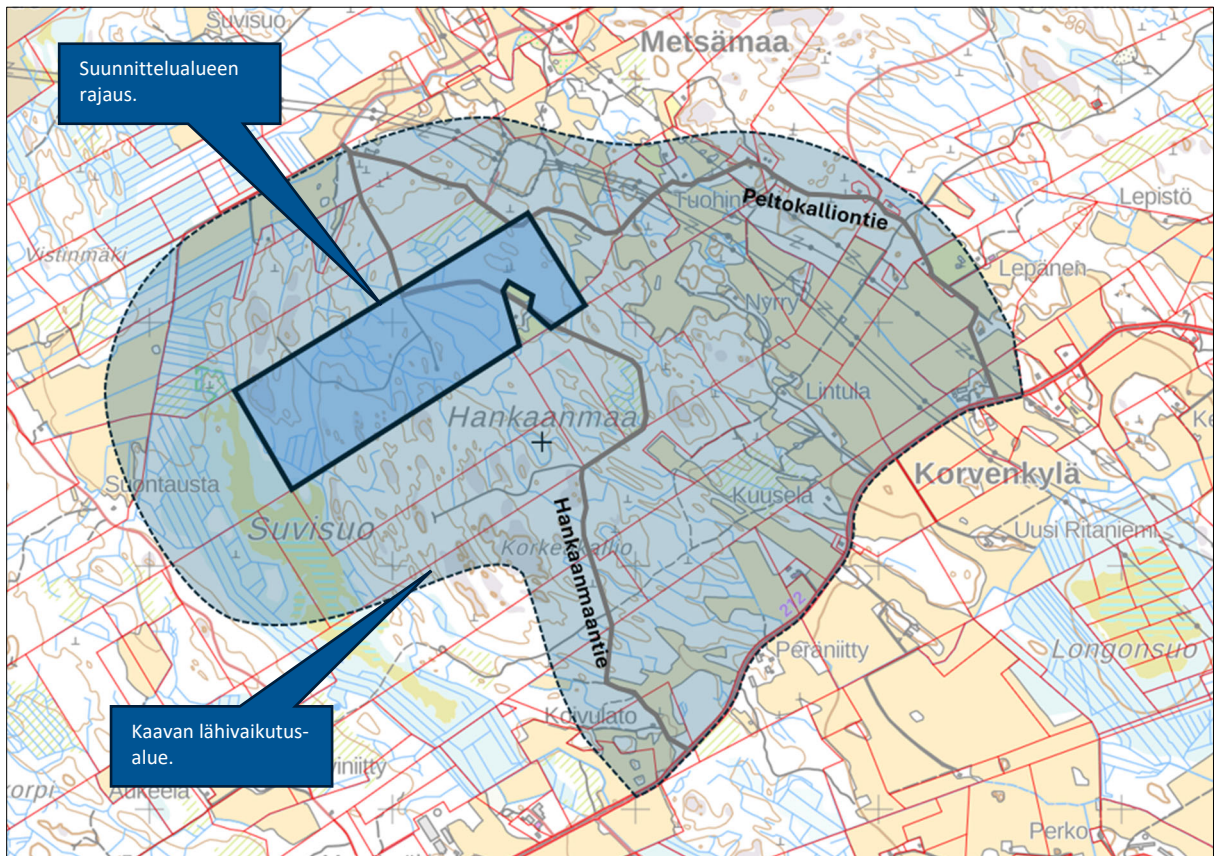 Suvisuo
Metsämaa
Suunnittelualueen
rajaus.
Lepistö
Tuohin
Peltokalliontie
Vistinmäki
Lepänen
Nyrry
Lintula
Hankaanmaa
Korvenkylä
Suontausta
Kuusela
Suvisuo
Uusi Ritaniemi
Korkeakallio
Hankaanmaantie
272
Peräniitty
Longonsuo
Koivulato
Kaavan lähivaikutus-
alue.
Perko